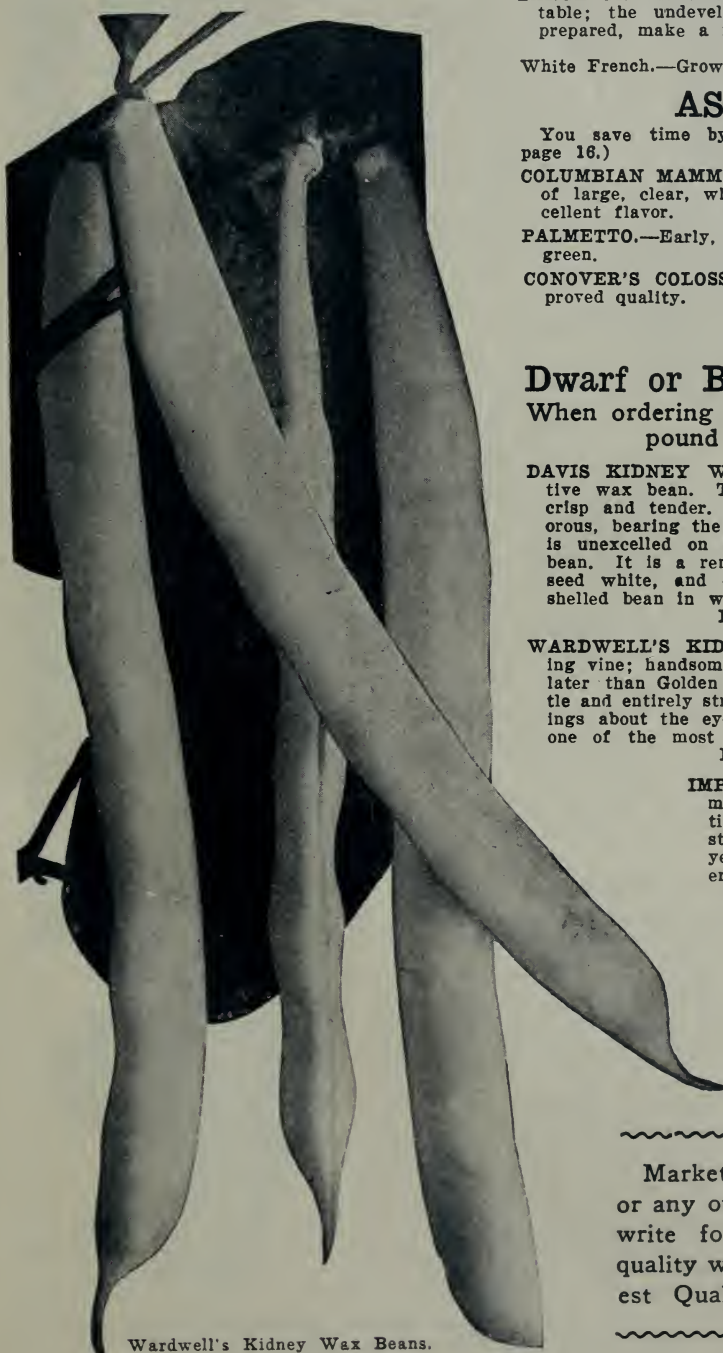 table; the undevel
prepared, make a
White French.—Grow
AS
You save time by
page 16.)
COLUMBIAN MAMM
of large, clear, wh
cellent flavor.
PALMETTO.—Early,
green.
CONOVER'S COLOSS
proved quality.
Dwarf or B
When ordering
pound
DAVIS KIDNEY W
tive wax bean. T
crisp and tender.
orous, bearing the
is unexcelled on
bean. It is a ren
seed white, and
shelled bean in w
WARDWELL'S KID
ing vine; handsom
later than Golden
tle and entirely str
ings about the ey
one of the most
IMP
m
ti
st
ye
en
Market
or any o
write fo
quality w
est Qual
Wardwell's Kidney Wax Beans.